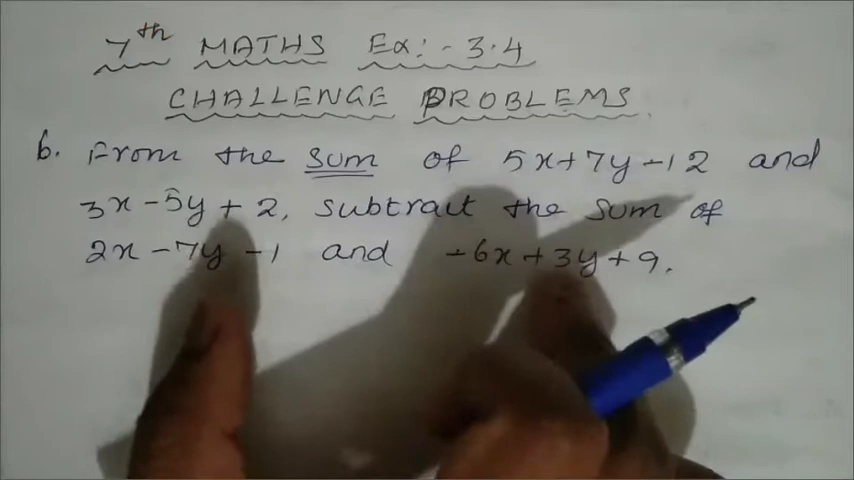 7th MATHS Ex:- 3.4
CHALLENGE PROBLEMS.
6. From the sum of 5x+7y-12 and
3x-5y+2, subtract the sum of
2x-7y-1 and -6x+3y+9.